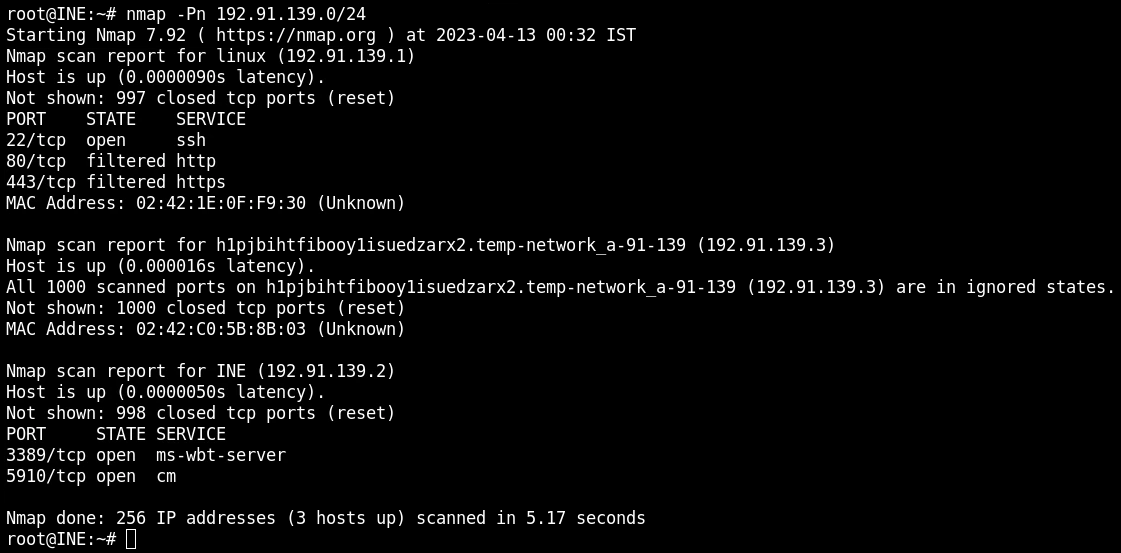 root@INE:~# nmap -Pn 192.91.139.0/24
Starting Nmap 7.92 ( https://nmap.org ) at 2023-04-13 00:32 IST
Nmap scan report for linux (192.91.139.1)
Host is up (0.0000090s latency).
Not shown: 997 closed tcp ports (reset)
PORT    STATE    SERVICE
22/tcp  open     ssh
80/tcp  filtered http
443/tcp filtered https
MAC Address: 02:42:1E:0F:F9:30 (Unknown)

Nmap scan report for h1pjbihtfibooy1isuedzarx2.temp-network_a-91-139 (192.91.139.3)
Host is up (0.000016s latency).
All 1000 scanned ports on h1pjbihtfibooy1isuedzarx2.temp-network_a-91-139 (192.91.139.3) are in ignored states.
Not shown: 1000 closed tcp ports (reset)
MAC Address: 02:42:C0:5B:8B:03 (Unknown)

Nmap scan report for INE (192.91.139.2)
Host is up (0.0000050s latency).
Not shown: 998 closed tcp ports (reset)
PORT     STATE SERVICE
3389/tcp open  ms-wbt-server
5910/tcp open  cm

Nmap done: 256 IP addresses (3 hosts up) scanned in 5.17 seconds
root@INE:~#